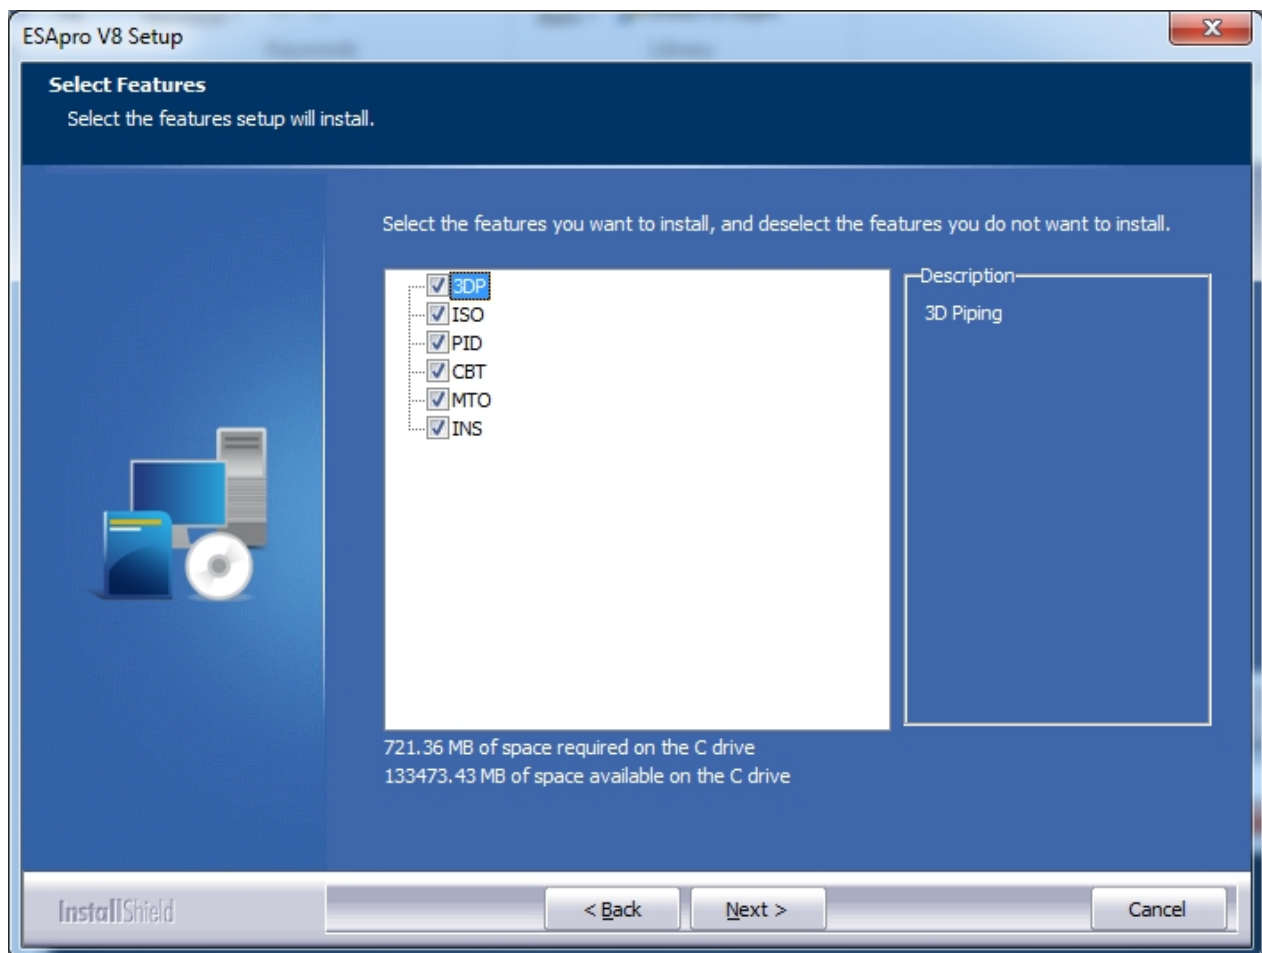 ESApro V8 Setup
Select Features
Select the features setup will install.
Select the features you want to install, and deselect the features you do not want to install.
3DP
ISO
PID
CBT
MTO
INS
Description
3D Piping
721.36 MB of space required on the C drive
133473.43 MB of space available on the C drive
InstallShield
< Back
Next >
Cancel